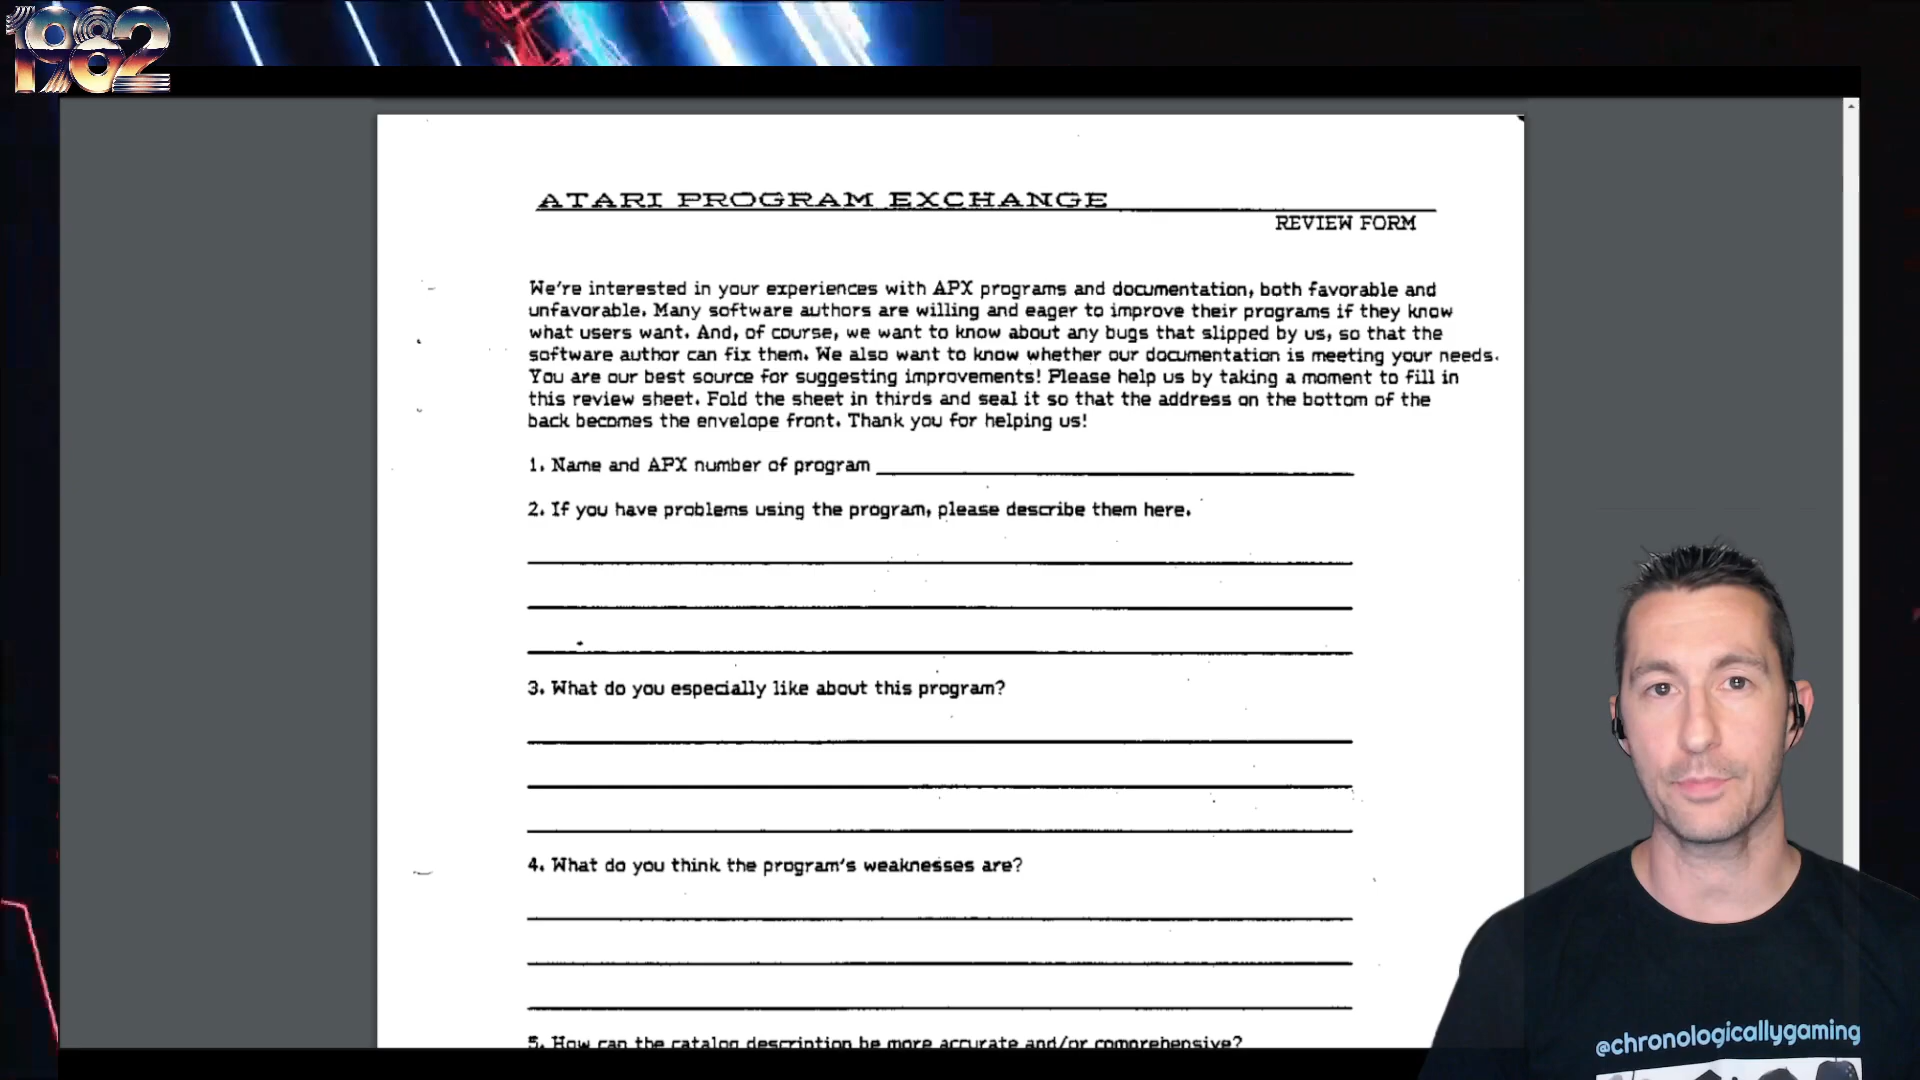 1982
ATARI PROGRAM EXCHANGE
REVIEW FORM
We're interested in your experiences with APX programs and documentation, both favorable and
unfavorable. Many software authors are willing and eager to improve their programs if they know
what users want. And, of course, we want to know about any bugs that slipped by us, so that the
software author can fix them. We also want to know whether our documentation is meeting your needs.
You are our best source for suggesting improvements! Please help us by taking a moment to fill in
this review sheet. Fold the sheet in thirds and seal it so that the address on the bottom of the
back becomes the envelope front. Thank you for helping us!
1. Name and APX number of program
2. If you have problems using the program, please describe them here.
3. What do you especially like about this program?
4. What do you think the program's weaknesses are?
5. How can the catalog description be more accurate and/or comprehensive?
@chronologicallygaming